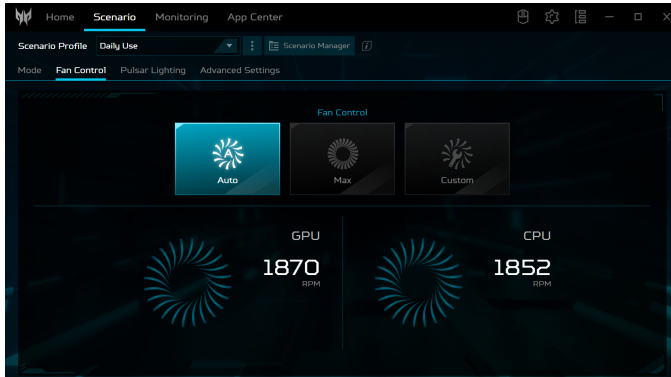 Home Scenario Monitoring App Center
Scenario Profile Daily Use Scenario Manager
Mode Fan Control Pulsar Lighting Advanced Settings
Fan Control
A
Auto Max Custom
GPU CPU
1870 1852
RPM RPM